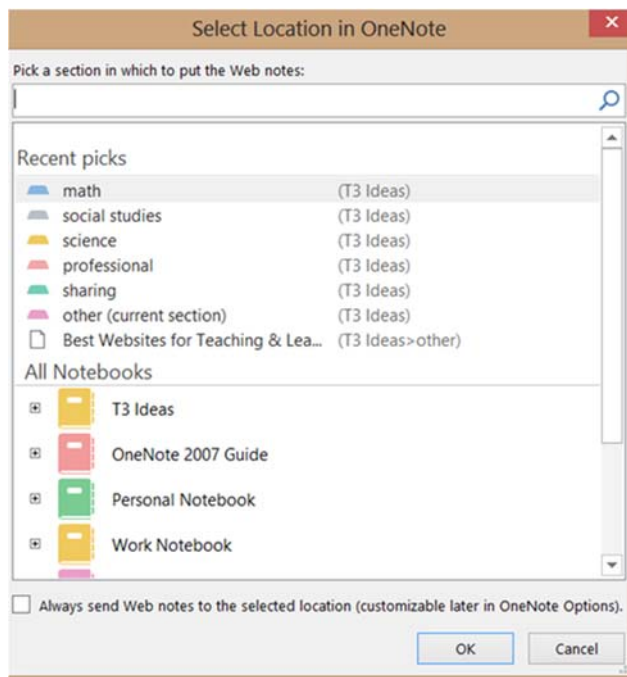 Select Location in OneNote
Pick a section in which to put the Web notes:
Recent picks
math (T3 Ideas)
social studies (T3 Ideas)
science (T3 Ideas)
professional (T3 Ideas)
sharing (T3 Ideas)
other (current section) (T3 Ideas)
Best Websites for Teaching & Lea... (T3 Ideas>other)
All Notebooks
T3 Ideas
OneNote 2007 Guide
Personal Notebook
Work Notebook
Always send Web notes to the selected location (customizable later in OneNote Options).
OK Cancel